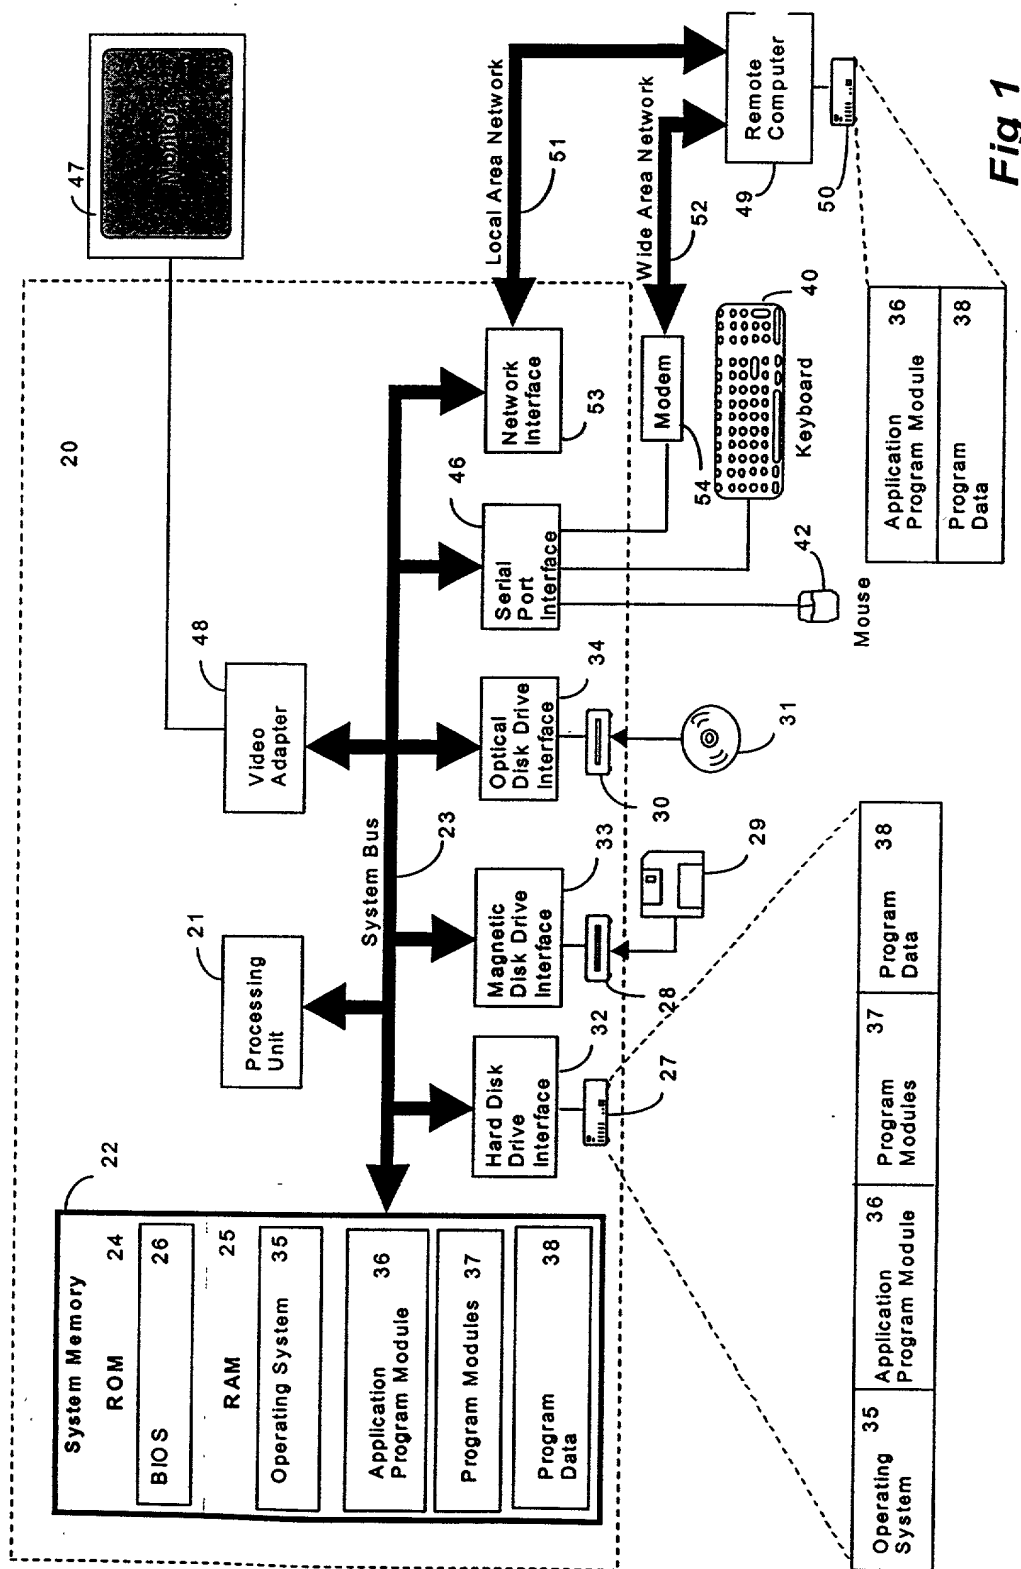 System Memory
ROM 24
BIOS 26
RAM 25
Operating System 35
Application
Program Module 36
Program Modules 37
Program
Data 38
22
Processing
Unit
21
Video
Adapter
48
47
Monitor
20
System Bus
23
Hard Disk
Drive
Interface
32
Magnetic
Disk Drive
Interface
33
Optical
Disk Drive
Interface
34
Serial
Port
Interface
46
Network
Interface
53
Local Area Network
51
27
28
29
30
31
Modem
54
Wide Area Network
52
Remote
Computer
49
50
Mouse
42
Keyboard
40
Operating
System 35
Application
Program Module 36
Program
Modules 37
Program
Data 38
Application
Program Module 36
Program
Data 38
Fig 1